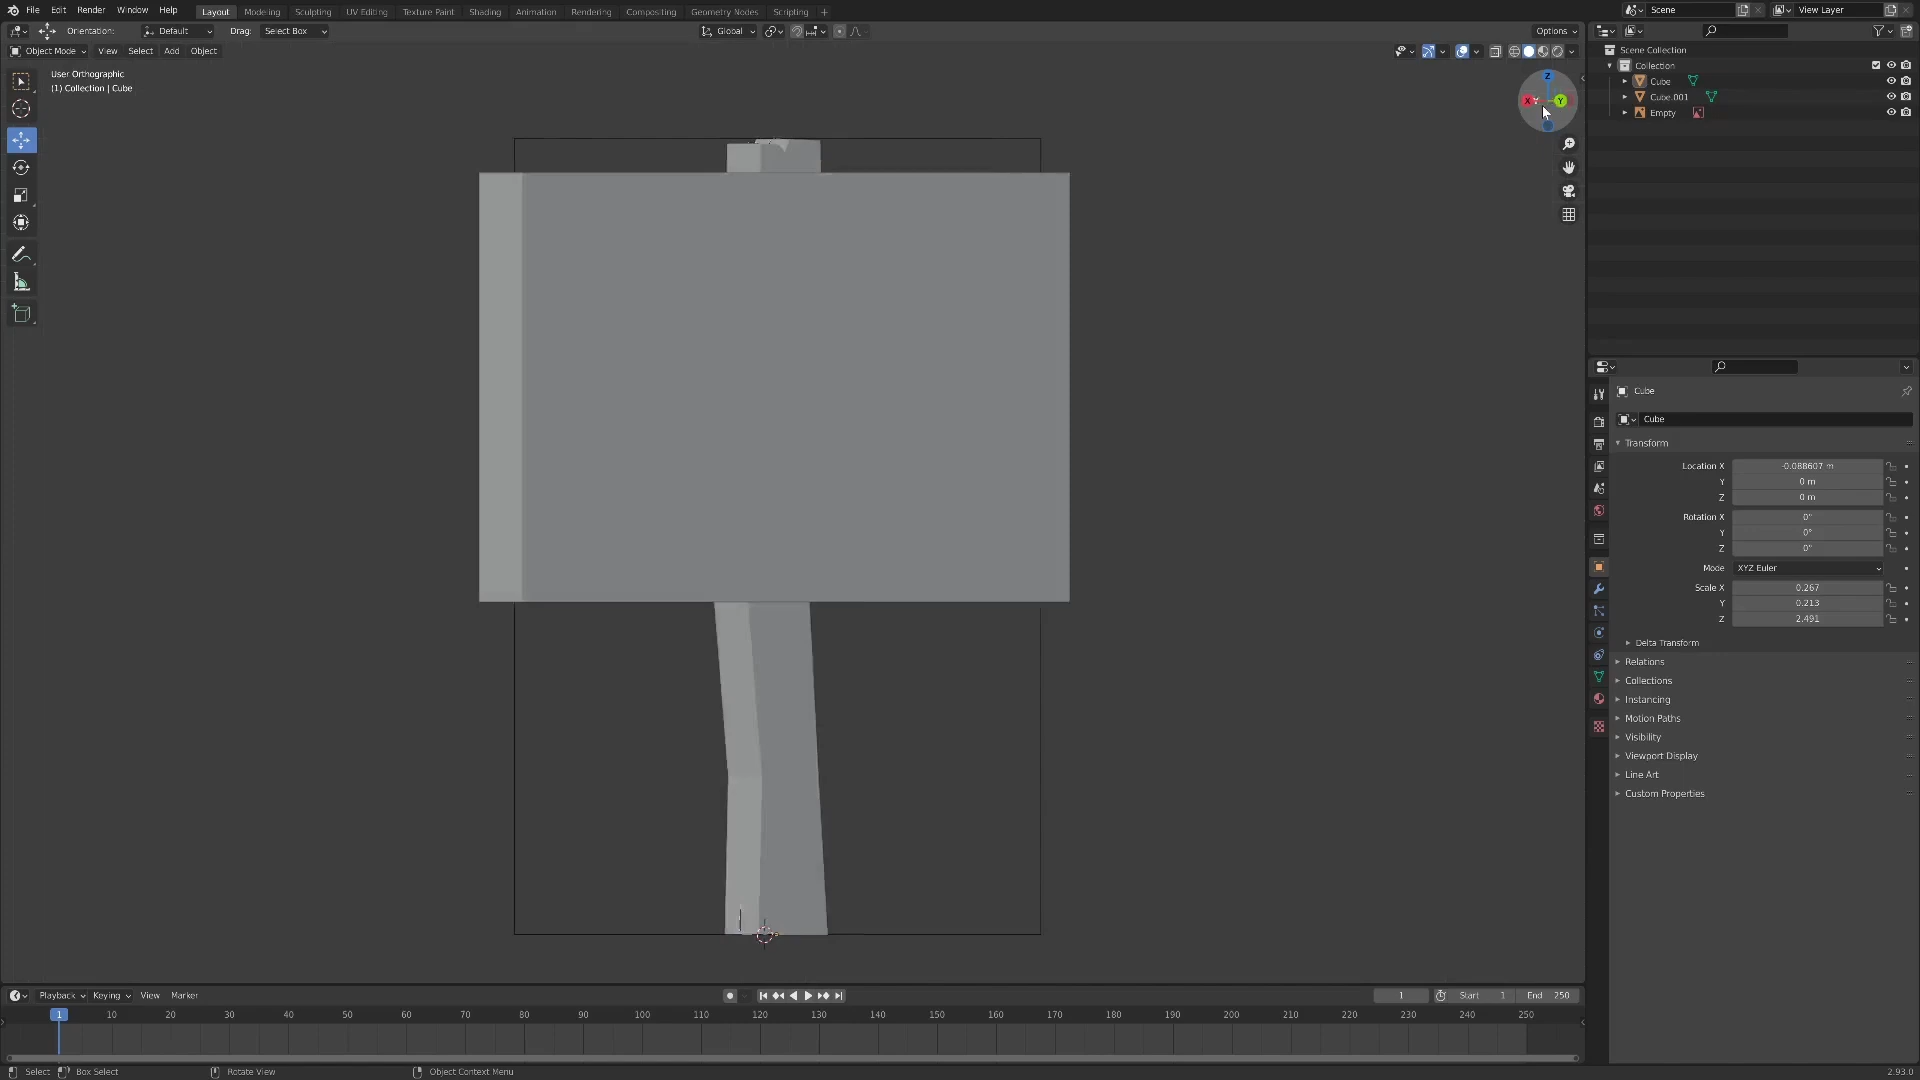 File Edit Render Window Help Layout Modeling Sculpting UV Editing Texture Paint Shading Animation Rendering Compositing Geometry Nodes Scripting + Scene View Layer
Orientation: Default Drag: Select Box Global Options
Object Mode View Select Add Object
User Orthographic
(1) Collection | Cube
Z
X Y
Scene Collection
Collection
Cube
Cube.001
Empty
Cube
Cube
Transform
Location X -0.088607 m
Y 0 m
Z 0 m
Rotation X 0°
Y 0°
Z 0°
Mode XYZ Euler
Scale X 0.267
Y 0.213
Z 2.491
Delta Transform
Relations
Collections
Instancing
Motion Paths
Visibility
Viewport Display
Line Art
Custom Properties
Playback Keying View Marker 1 Start 1 End 250
1 10 20 30 40 50 60 70 80 90 100 110 120 130 140 150 160 170 180 190 200 210 220 230 240 250
Select Box Select Rotate View Object Context Menu 2.93.0